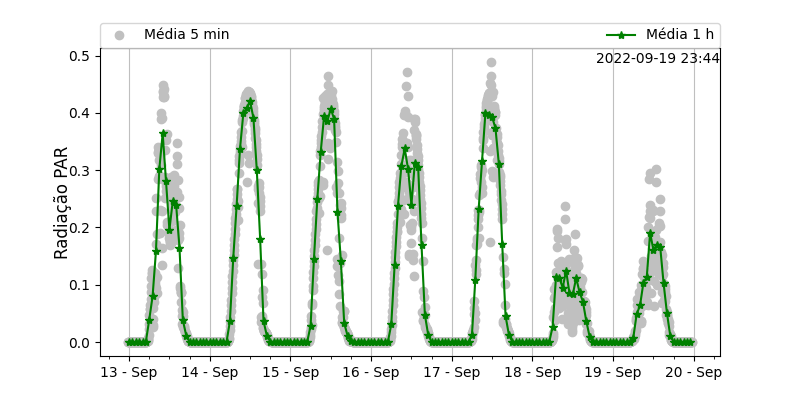 Média 5 min
Média 1 h
2022-09-19 23:44
Radiação PAR
0.5
0.4
0.3
0.2
0.1
0.0
13 - Sep
14 - Sep
15 - Sep
16 - Sep
17 - Sep
18 - Sep
19 - Sep
20 - Sep